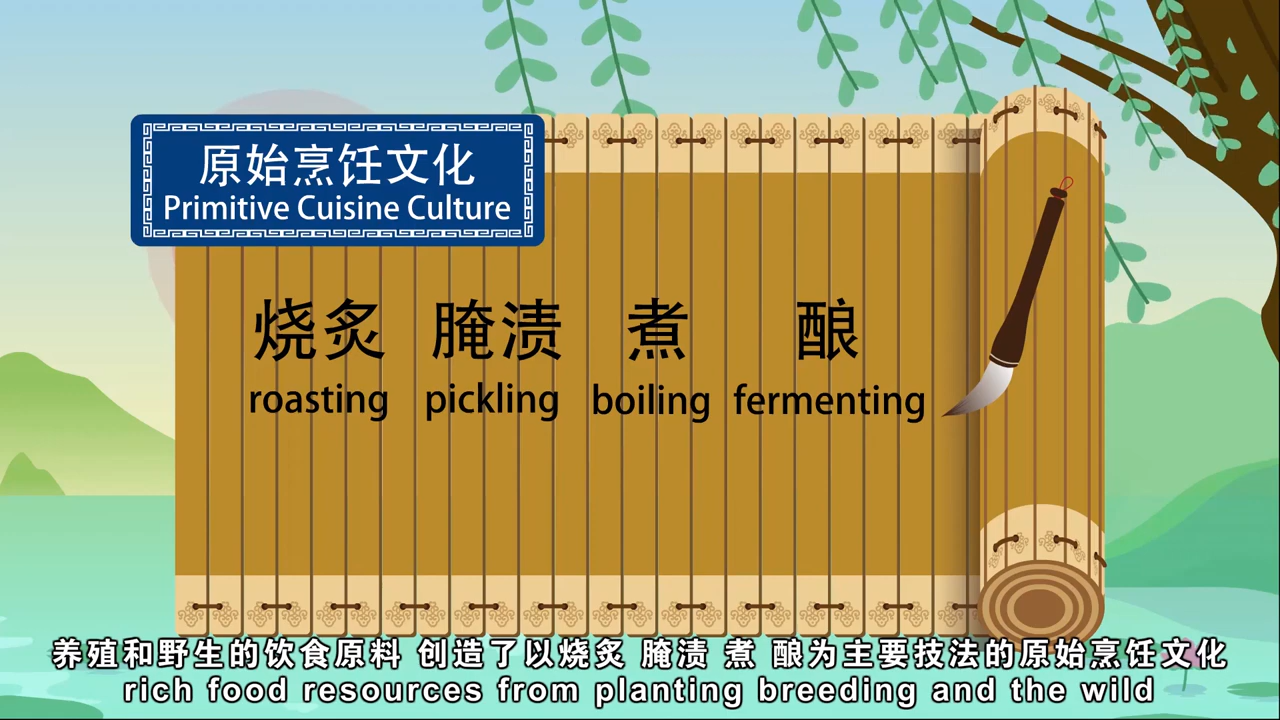 原始烹饪文化
Primitive Cuisine Culture
烧炙 腌渍 煮 酿
roasting pickling boiling fermenting
养殖和野生的饮食原料 创造了以烧炙 腌渍 煮 酿为主要技法的原始烹饪文化
rich food resources from planting breeding and the wild